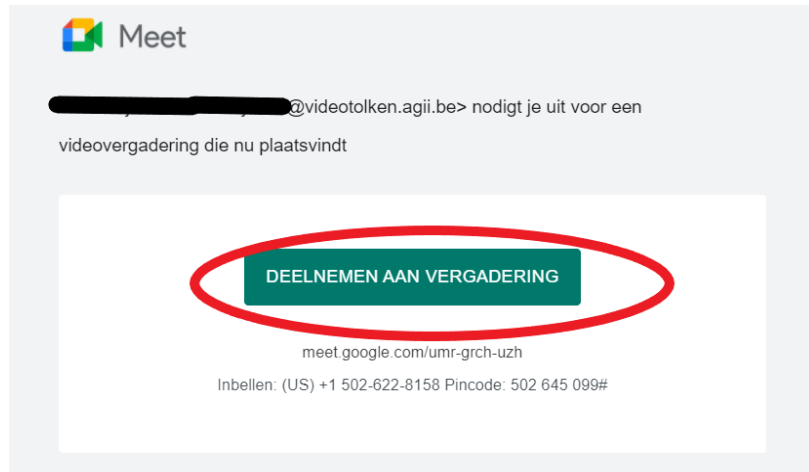 Meet
@videotolken.agii.be> nodigt je uit voor een
videovergadering die nu plaatsvindt
DEELNEMEN AAN VERGADERING
meet.google.com/umr-grch-uzh
Inbellen: (US) +1 502-622-8158 Pincode: 502 645 099#